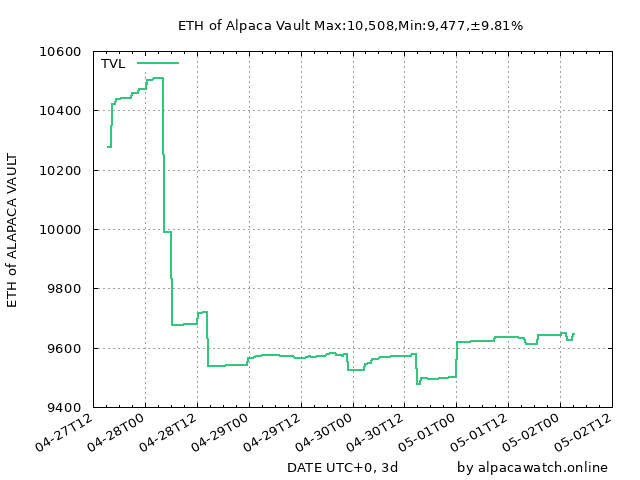 ETH of Alpaca Vault Max:10,508,Min:9,477,±9.81%
TVL
10600
10400
10200
10000
9800
9600
9400
ETH of ALAPACA VAULT
04-27T12
04-28T00
04-28T12
04-29T00
04-29T12
04-30T00
04-30T12
05-01T00
05-01T12
05-02T00
05-02T12
DATE UTC+0, 3d
by alpacawatch.online